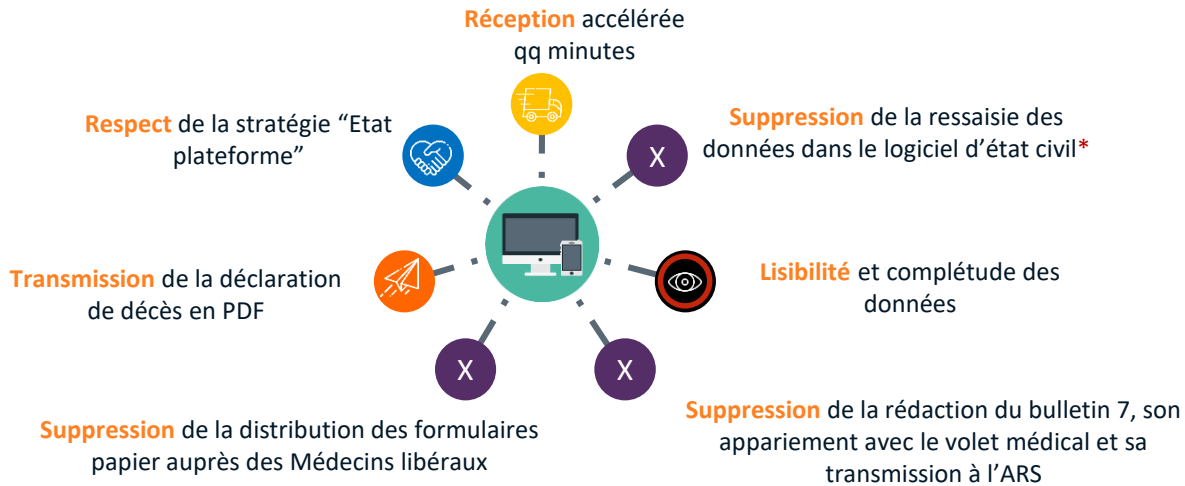 Réception accélérée
qq minutes
Respect de la stratégie “Etat
plateforme”
Suppression de la ressaisie des
données dans le logiciel d’état civil*
X
Transmission de la déclaration
de décès en PDF
Lisibilité et complétude des
données
X
X
Suppression de la distribution des formulaires
papier auprès des Médecins libéraux
Suppression de la rédaction du bulletin 7, son
appariement avec le volet médical et sa
transmission à l’ARS